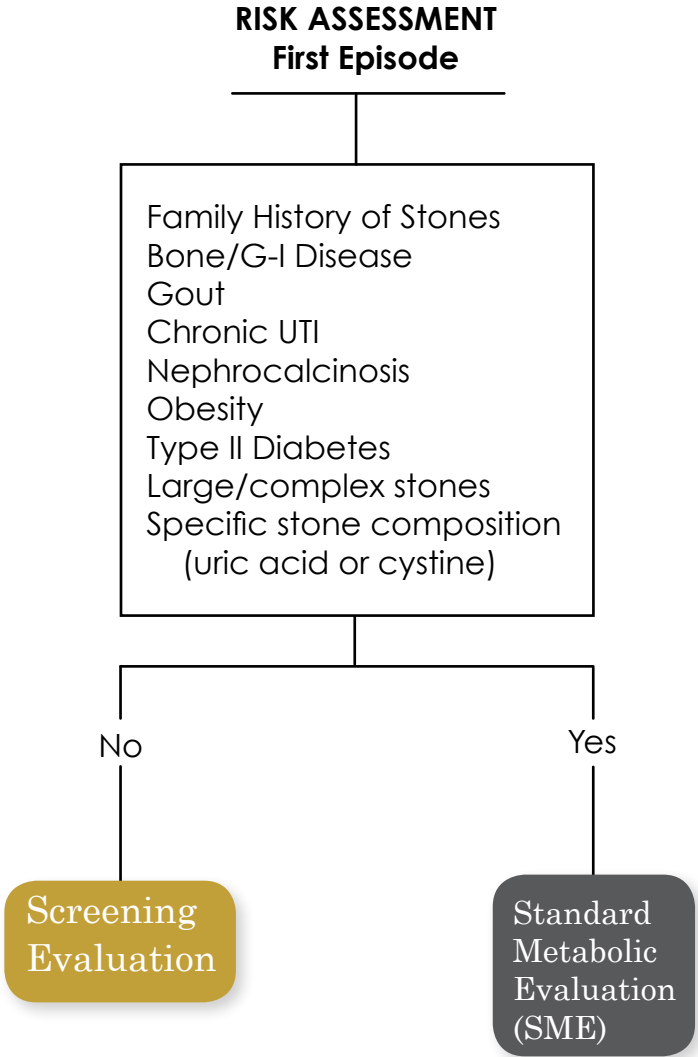 RISK ASSESSMENT
First Episode
Family History of Stones
Bone/G-I Disease
Gout
Chronic UTI
Nephrocalcinosis
Obesity
Type II Diabetes
Large/complex stones
Specific stone composition
(uric acid or cystine)
No
Yes
Screening
Evaluation
Standard
Metabolic
Evaluation
(SME)